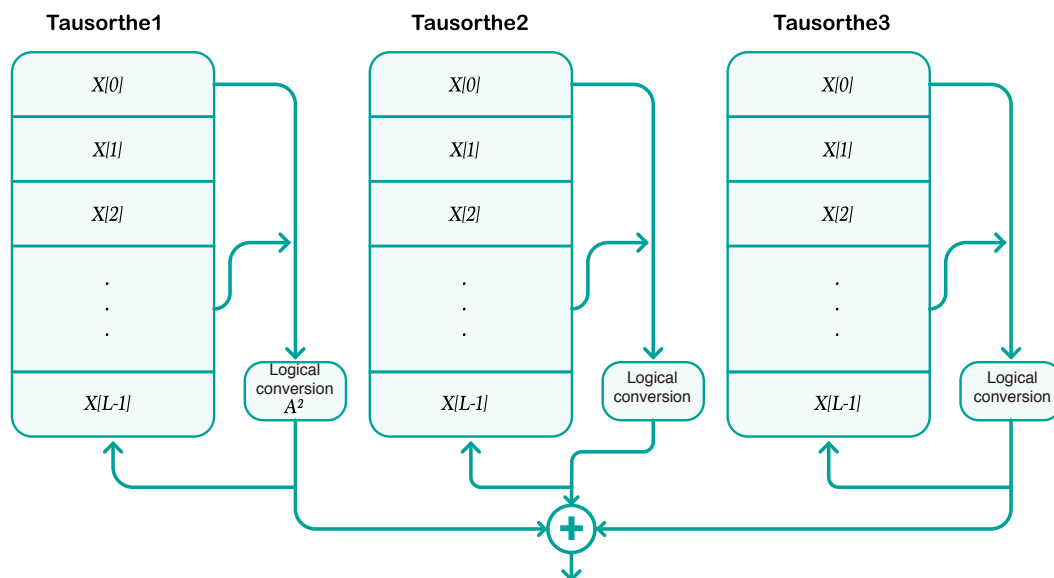 Tausorthe1
Tausorthe2
Tausorthe3
X[0]
X[0]
X[0]
X[1]
X[1]
X[1]
X[2]
X[2]
X[2]
.
.
.
.
.
.
.
.
.
X[L-1]
Logical
conversion
A²
X[L-1]
Logical
conversion
X[L-1]
Logical
conversion
+